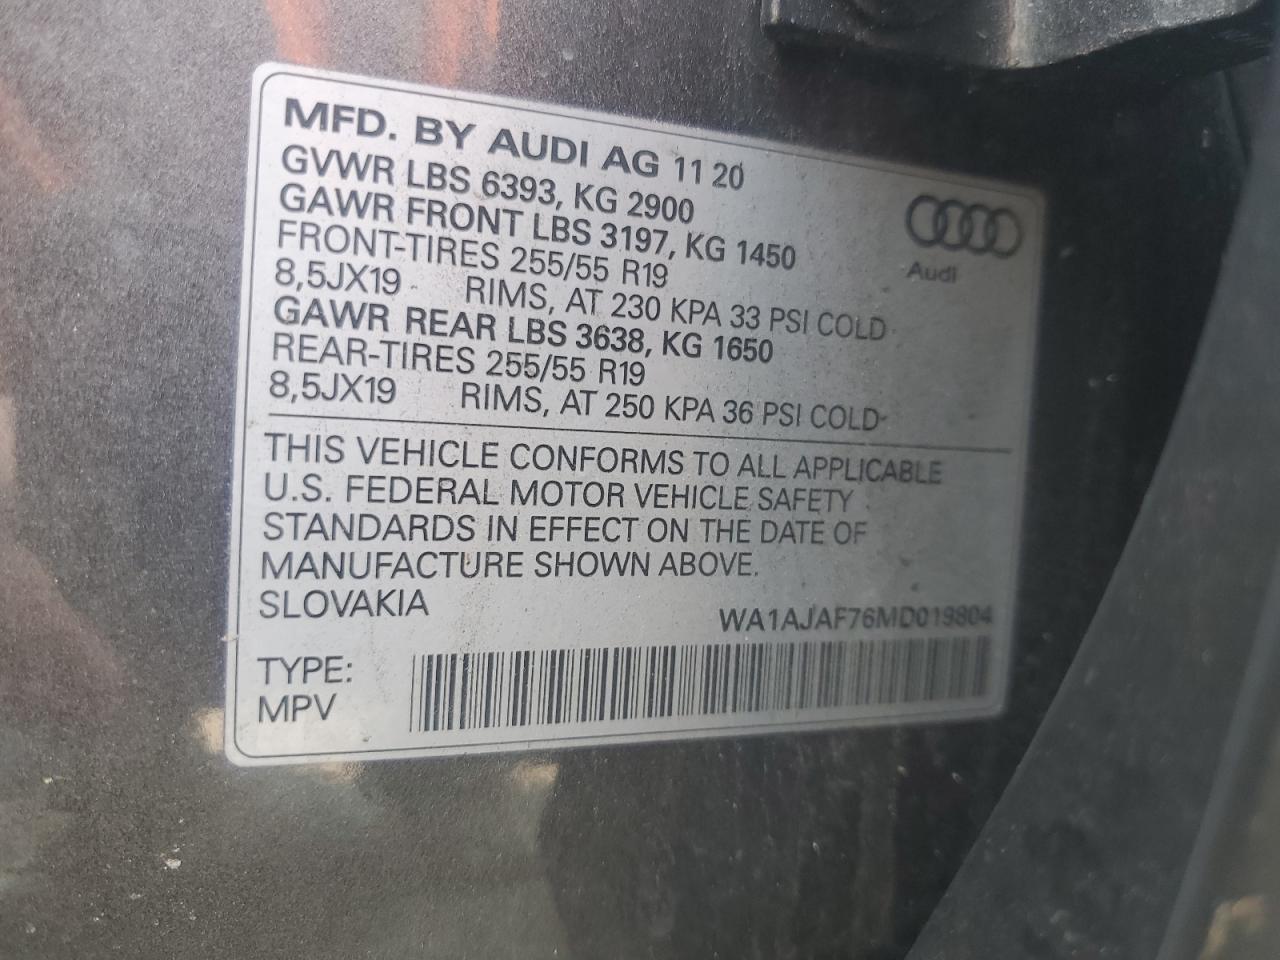 MFD. BY AUDI AG 11 20
GVWR LBS 6393, KG 2900
GAWR FRONT LBS 3197, KG 1450
FRONT-TIRES 255/55 R19
8,5JX19 RIMS, AT 230 KPA 33 PSI COLD
GAWR REAR LBS 3638, KG 1650
REAR-TIRES 255/55 R19
8,5JX19 RIMS, AT 250 KPA 36 PSI COLD
Audi
THIS VEHICLE CONFORMS TO ALL APPLICABLE
U.S. FEDERAL MOTOR VEHICLE SAFETY
STANDARDS IN EFFECT ON THE DATE OF
MANUFACTURE SHOWN ABOVE.
SLOVAKIA
WA1AJAF76MD019804
TYPE:
MPV